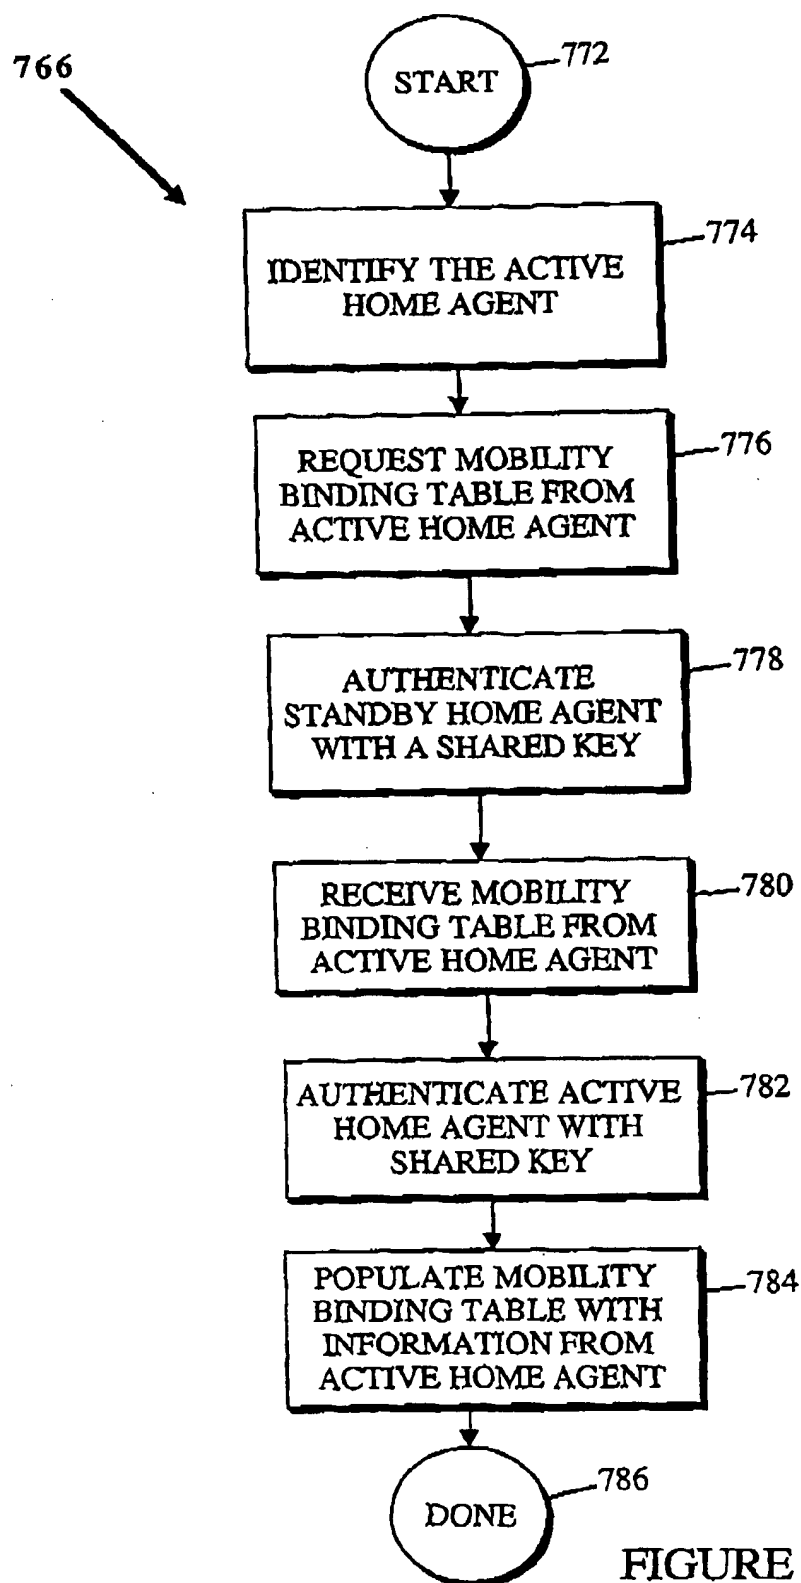 766
START
772
IDENTIFY THE ACTIVE
HOME AGENT
774
REQUEST MOBILITY
BINDING TABLE FROM
ACTIVE HOME AGENT
776
AUTHENTICATE
STANDBY HOME AGENT
WITH A SHARED KEY
778
RECEIVE MOBILITY
BINDING TABLE FROM
ACTIVE HOME AGENT
780
AUTHENTICATE ACTIVE
HOME AGENT WITH
SHARED KEY
782
POPULATE MOBILITY
BINDING TABLE WITH
INFORMATION FROM
ACTIVE HOME AGENT
784
DONE
786
FIGURE